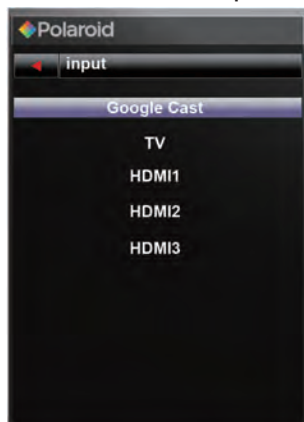 Polaroid
input
Google Cast
TV
HDMI1
HDMI2
HDMI3